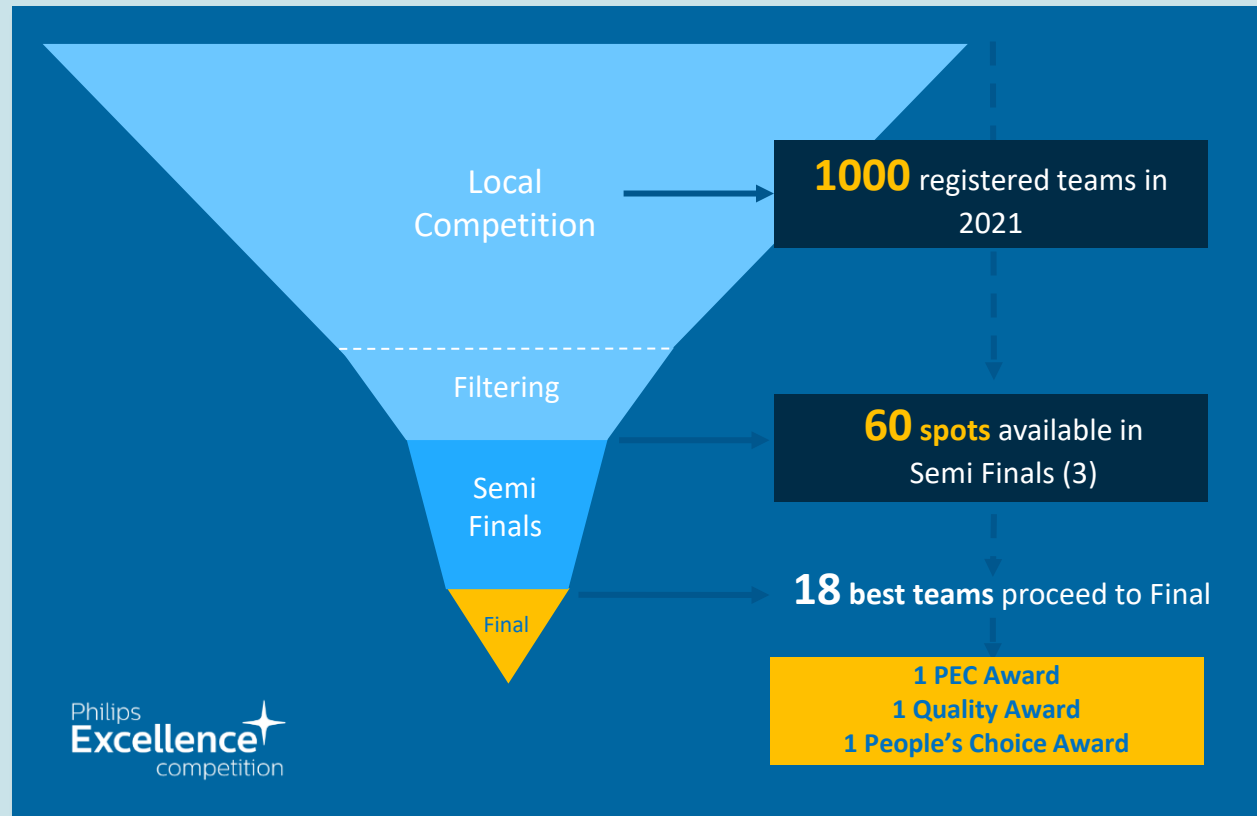 Local
Competition
1000 registered teams in
2021
Filtering
60 spots available in
Semi Finals (3)
Semi
Finals
18 best teams proceed to Final
Final
1 PEC Award
1 Quality Award
1 People’s Choice Award
Philips
Excellence
competition